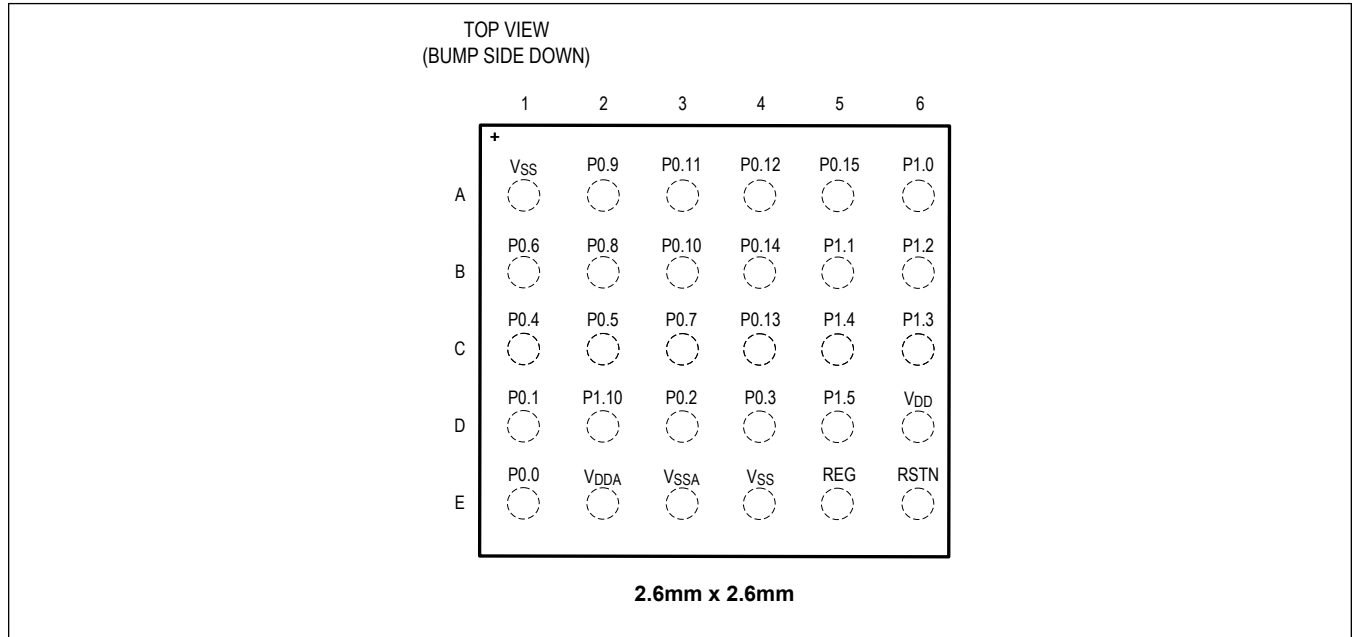 TOP VIEW
(BUMP SIDE DOWN)
1 2 3 4 5 6
+
VSS P0.9 P0.11 P0.12 P0.15 P1.0
A
P0.6 P0.8 P0.10 P0.14 P1.1 P1.2
B
P0.4 P0.5 P0.7 P0.13 P1.4 P1.3
C
P0.1 P1.10 P0.2 P0.3 P1.5 VDD
D
P0.0 VDDA VSSA VSS REG RSTN
E
2.6mm x 2.6mm